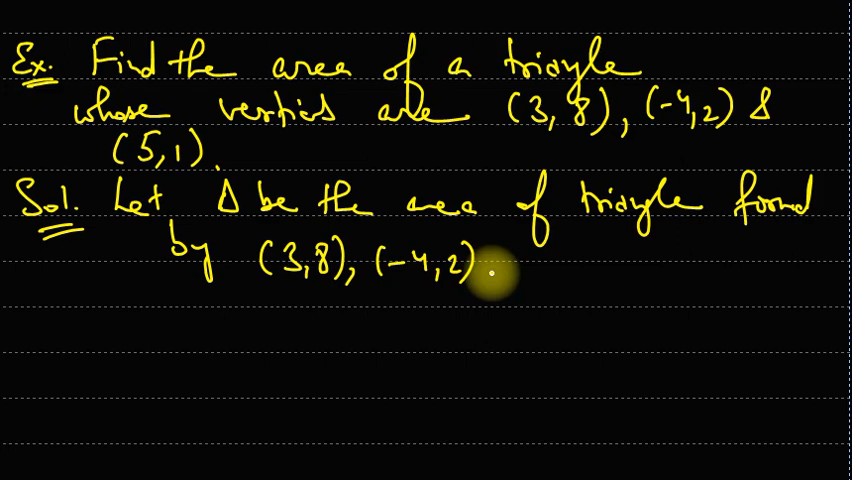 Ex. Find the area of a triangle
whose vertices are (3, 8), (-4, 2) &
(5, 1).
Sol. Let Δ be the area of triangle formd
by (3, 8), (-4, 2)